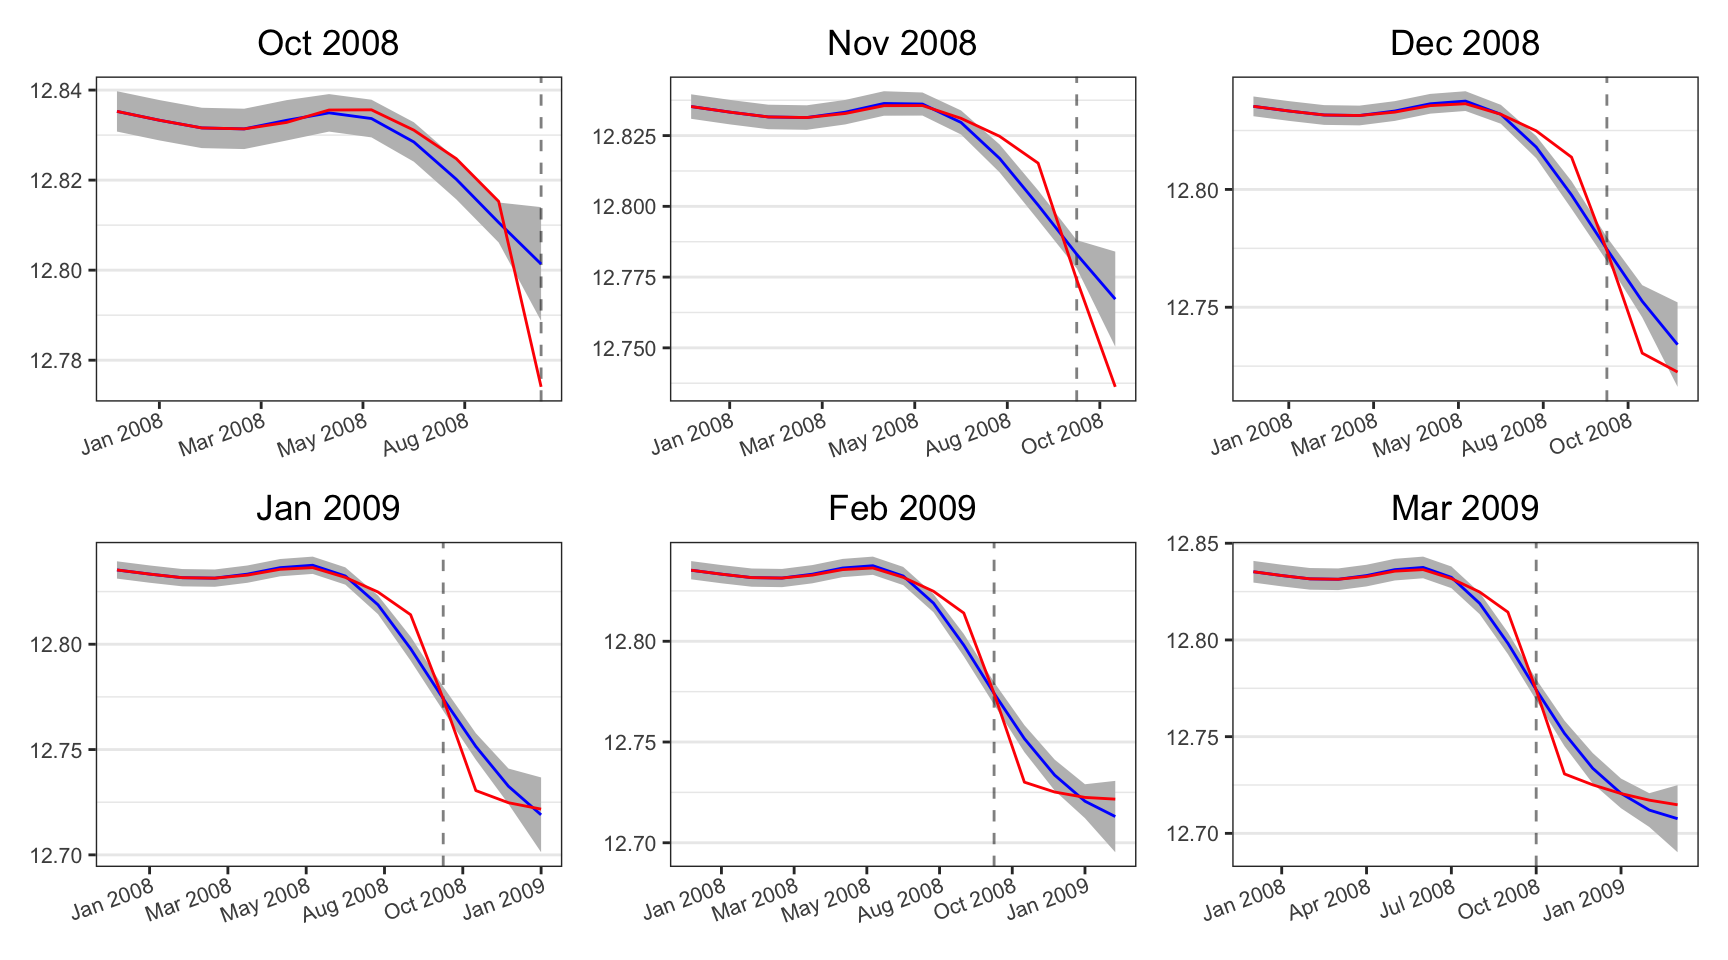 Oct 2008
Nov 2008
Dec 2008
12.84
12.82
12.80
12.78
12.825
12.800
12.775
12.750
12.80
12.75
Jan 2008
Mar 2008
May 2008
Aug 2008
Jan 2008
Mar 2008
May 2008
Aug 2008
Oct 2008
Jan 2008
Mar 2008
May 2008
Aug 2008
Oct 2008
Jan 2009
Feb 2009
Mar 2009
12.80
12.75
12.70
12.80
12.75
12.70
12.85
12.80
12.75
12.70
Jan 2008
Mar 2008
May 2008
Aug 2008
Oct 2008
Jan 2009
Jan 2008
Mar 2008
May 2008
Aug 2008
Oct 2008
Jan 2009
Jan 2008
Apr 2008
Jul 2008
Oct 2008
Jan 2009